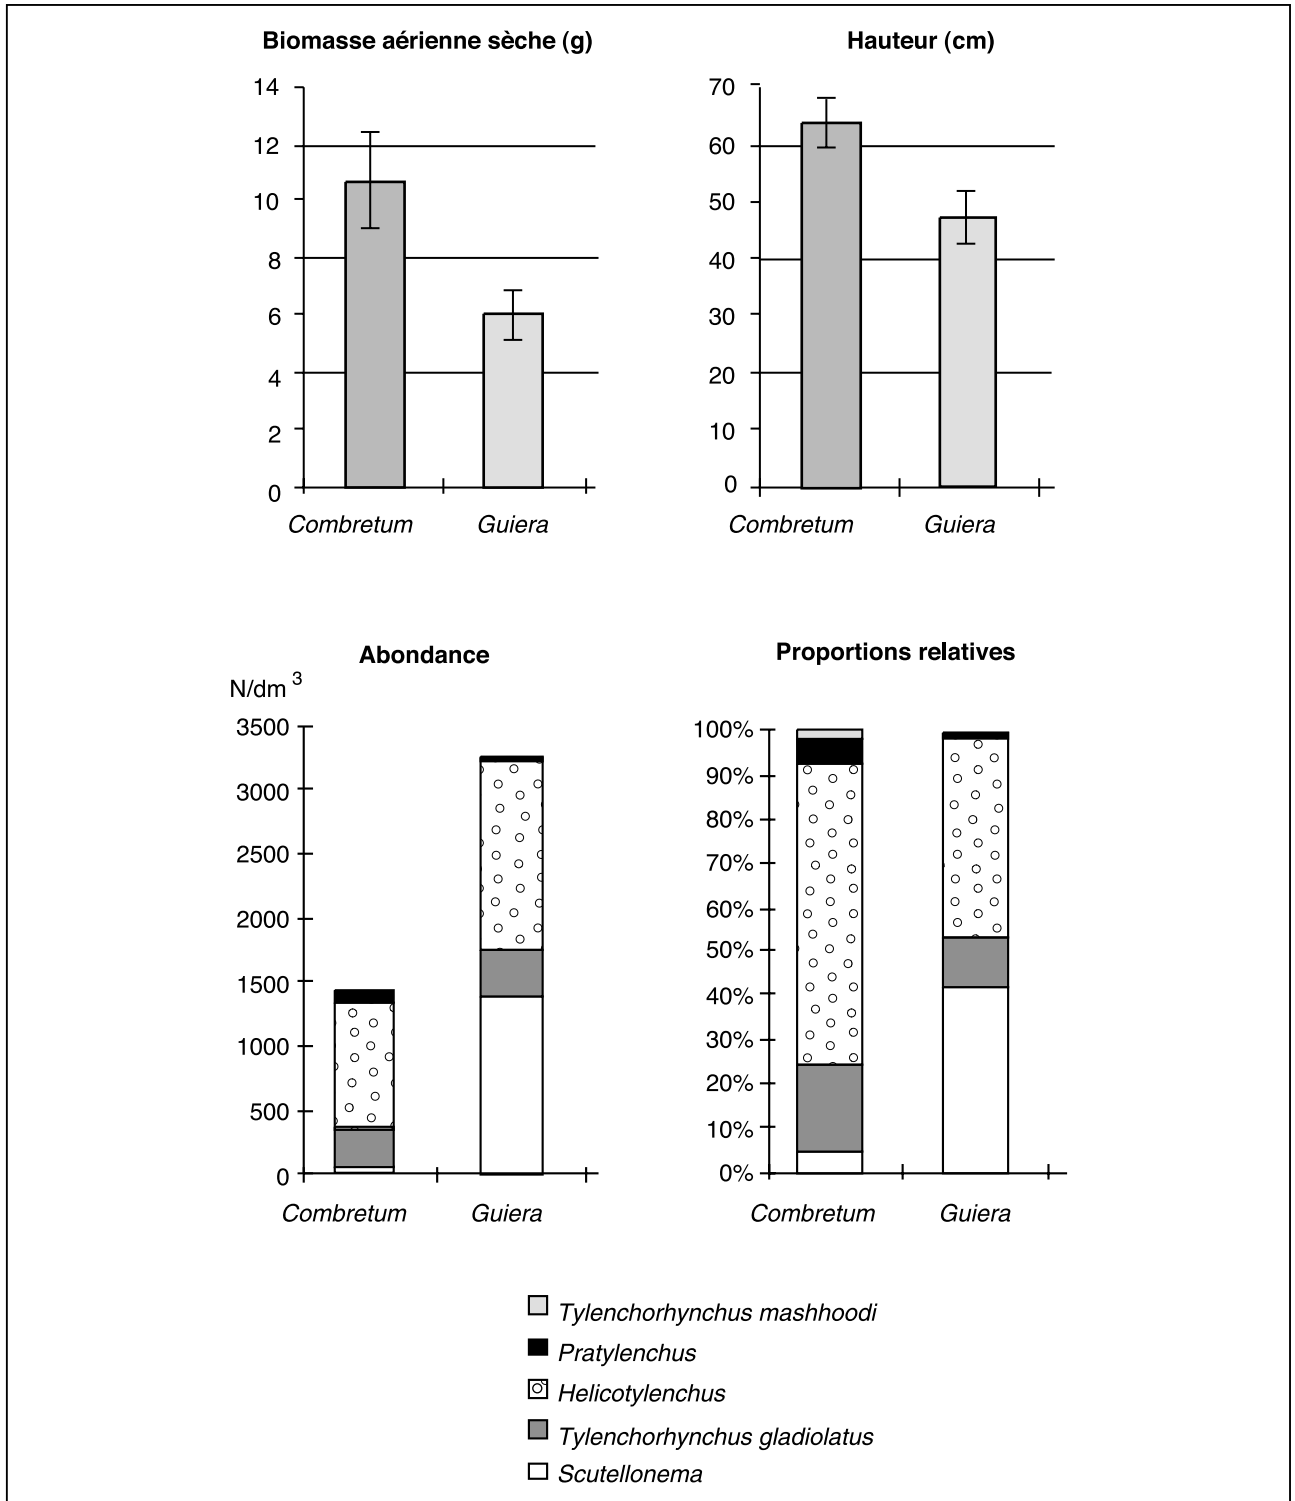 Biomasse aérienne sèche (g)
14
12
10
8
6
4
2
0
Combretum Guiera
Hauteur (cm)
70
60
50
40
30
20
10
0
Combretum Guiera
Abondance
N/dm 3
3500
3000
2500
2000
1500
1000
500
0
Combretum Guiera
Proportions relatives
100%
90%
80%
70%
60%
50%
40%
30%
20%
10%
0%
Combretum Guiera
Tylenchorhynchus mashhoodi
Pratylenchus
Helicotylenchus
Tylenchorhynchus gladiolatus
Scutellonema